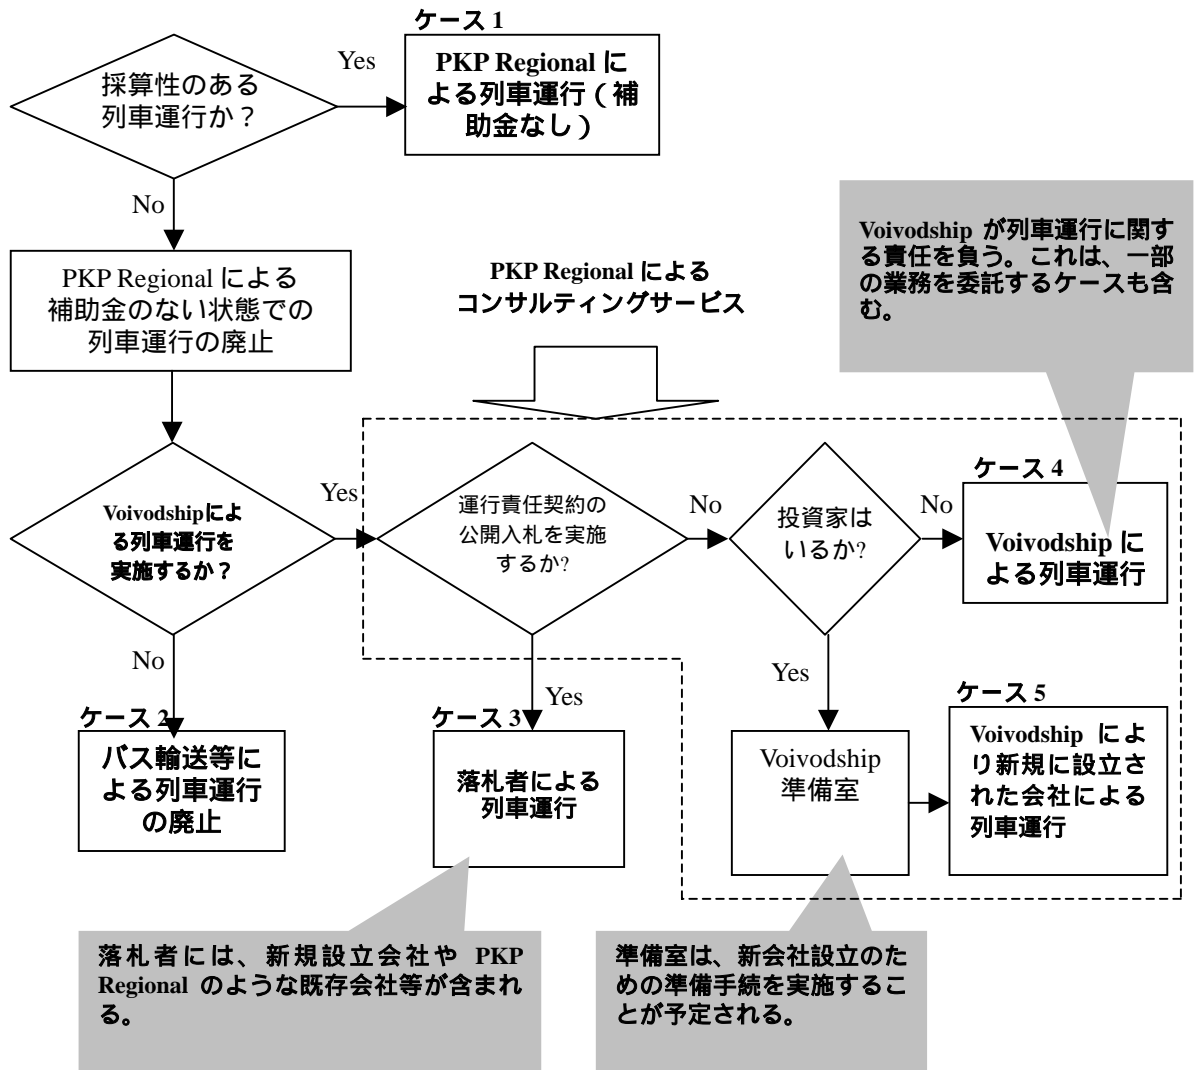 ケース 1
採算性のある
列車運行か？
Yes
PKP Regional に
よる列車運行（補
助金なし）
No
PKP Regional による
補助金のない状態での
列車運行の廃止
PKP Regional による
コンサルティングサービス
Voivodship が列車運行に関す
る責任を負う。これは、一部
の業務を委託するケースも含
む。
Voivodshipによ
る列車運行を
実施するか？
Yes
運行責任契約の
公開入札を実施
するか?
No
投資家は
いるか?
No
ケース 4
Voivodship に
よる列車運行
No
Yes
Yes
ケース 2
バス輸送等に
よる列車運行
の廃止
ケース 3
落札者による
列車運行
Voivodship
準備室
ケース 5
Voivodship によ
り新規に設立さ
れた会社による
列車運行
落札者には、新規設立会社や PKP
Regional のような既存会社等が含まれ
る。
準備室は、新会社設立のた
めの準備手続を実施するこ
とが予定される。